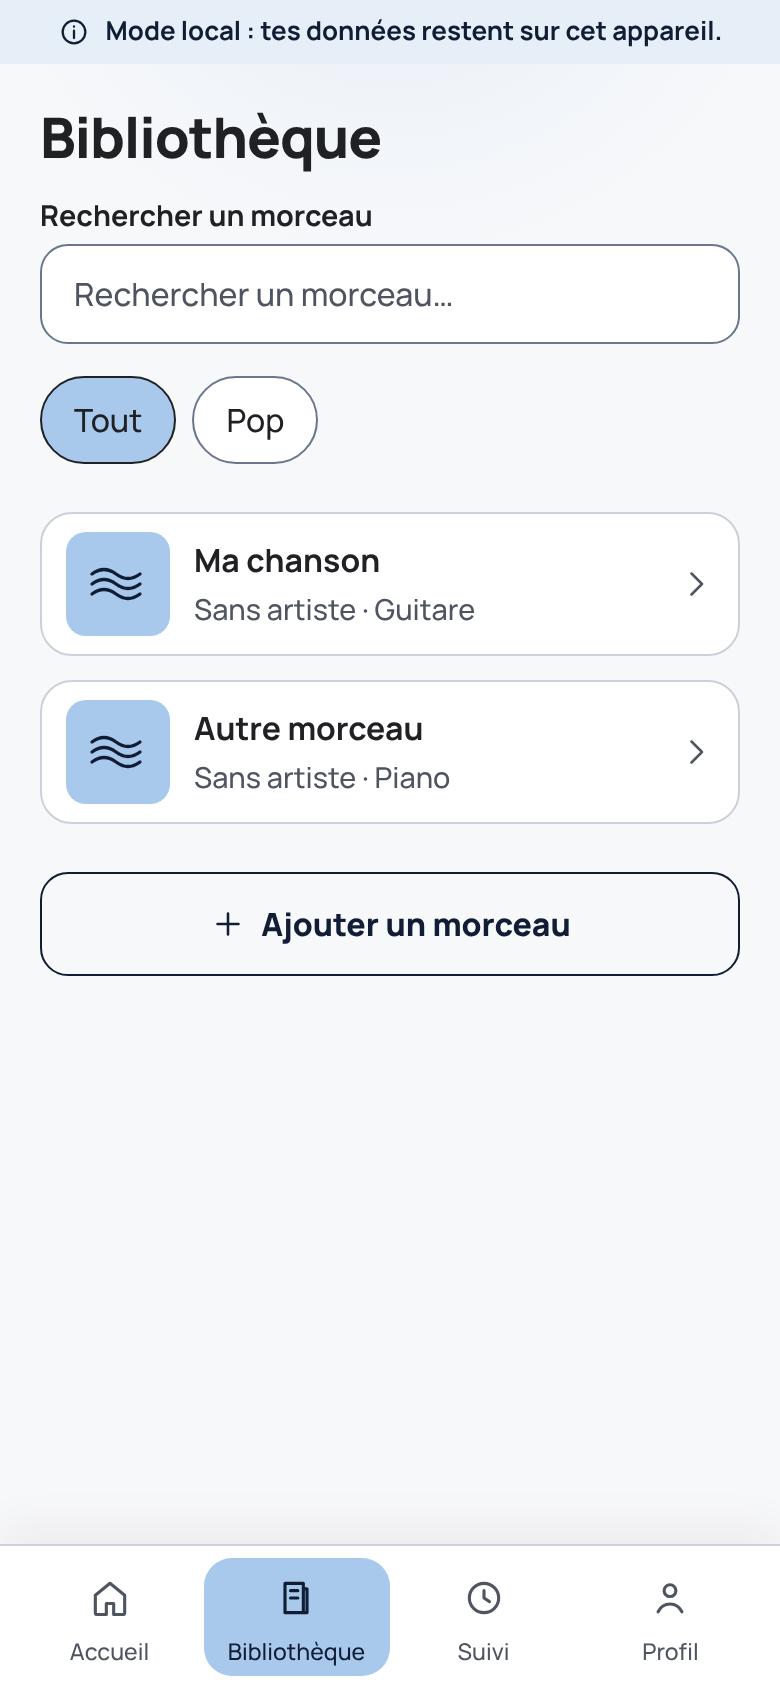 Mode local : tes données restent sur cet appareil.
Bibliothèque
Rechercher un morceau
Rechercher un morceau...
Tout
Pop
Ma chanson
Sans artiste · Guitare
Autre morceau
Sans artiste · Piano
Ajouter un morceau
Accueil
Bibliothèque
Suivi
Profil